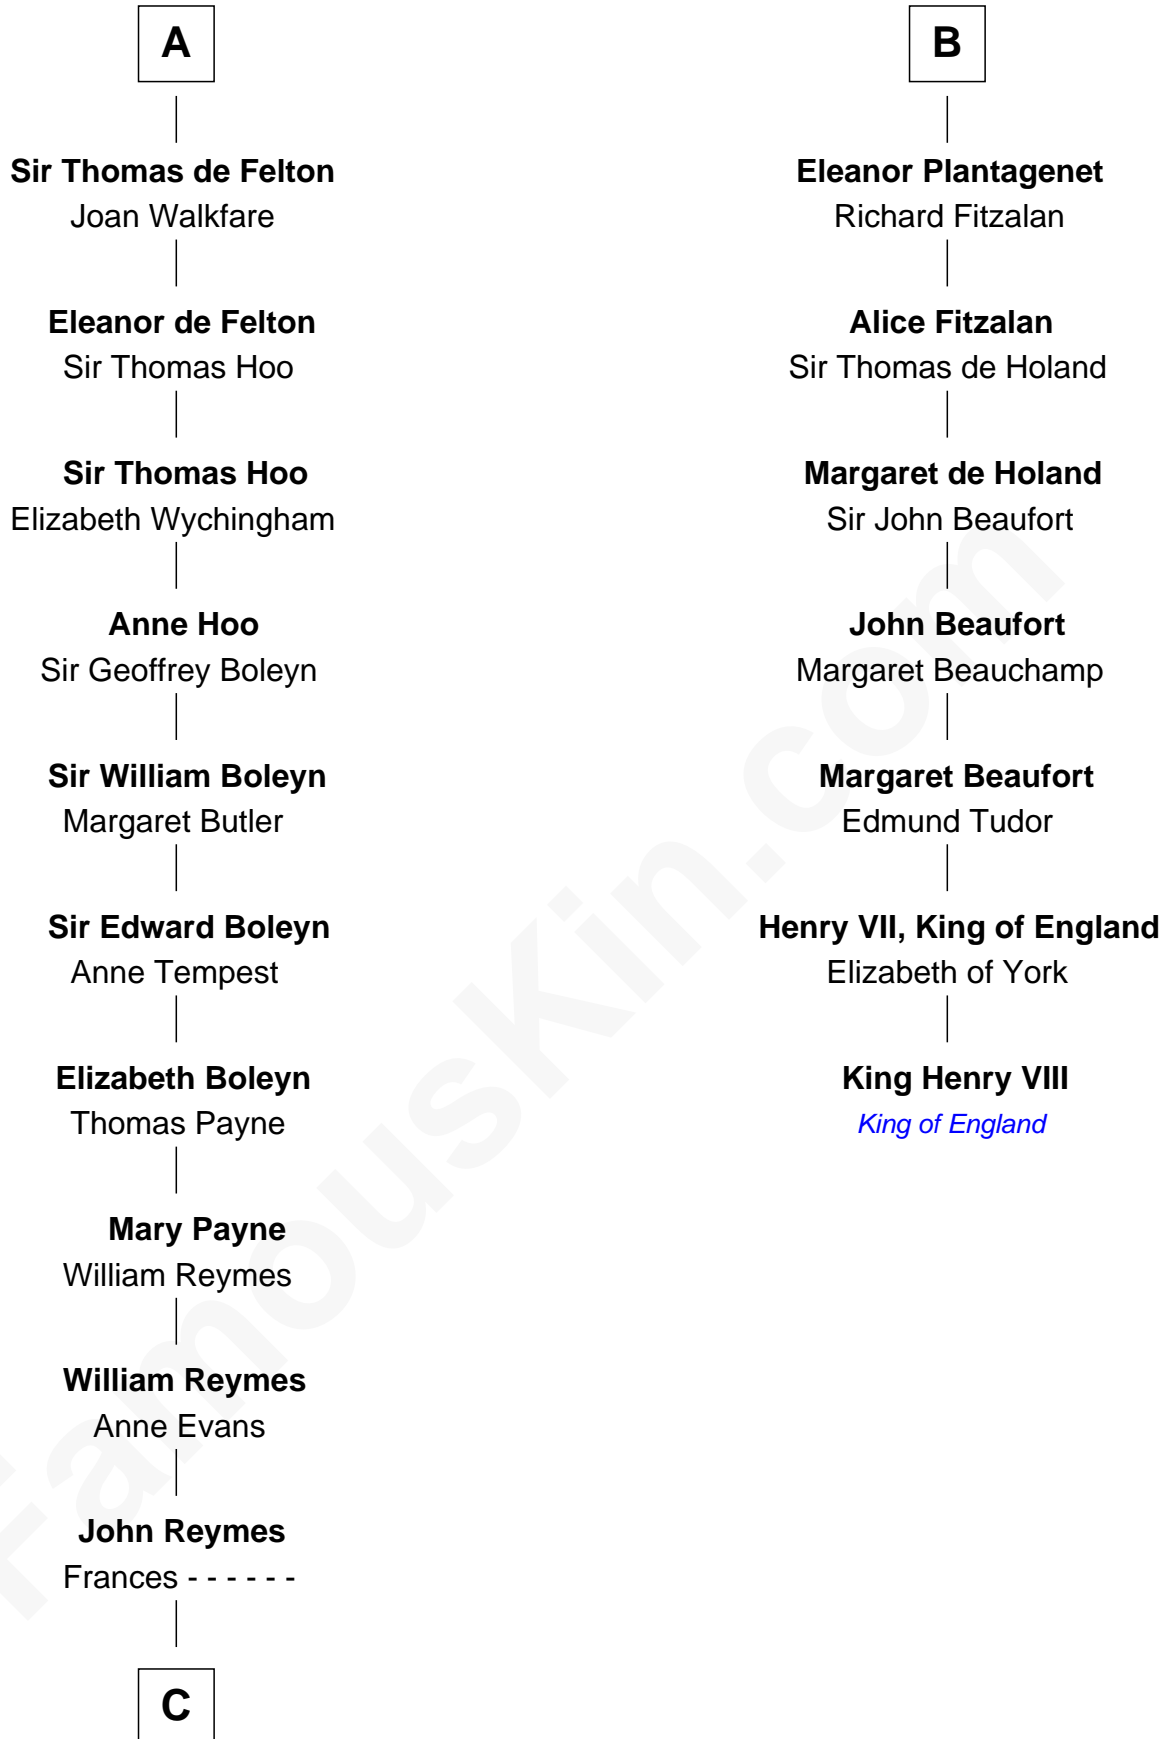 A
Sir Thomas de Felton
Joan Walkfare
Eleanor de Felton
Sir Thomas Hoo
Sir Thomas Hoo
Elizabeth Wychingham
Anne Hoo
Sir Geoffrey Boleyn
Sir William Boleyn
Margaret Butler
Sir Edward Boleyn
Anne Tempest
Elizabeth Boleyn
Thomas Payne
Mary Payne
William Reymes
William Reymes
Anne Evans
John Reymes
Frances - - - - - -
C
B
Eleanor Plantagenet
Richard Fitzalan
Alice Fitzalan
Sir Thomas de Holand
Margaret de Holand
Sir John Beaufort
John Beaufort
Margaret Beauchamp
Margaret Beaufort
Edmund Tudor
Henry VII, King of England
Elizabeth of York
King Henry VIII
King of England
FamousKin.com